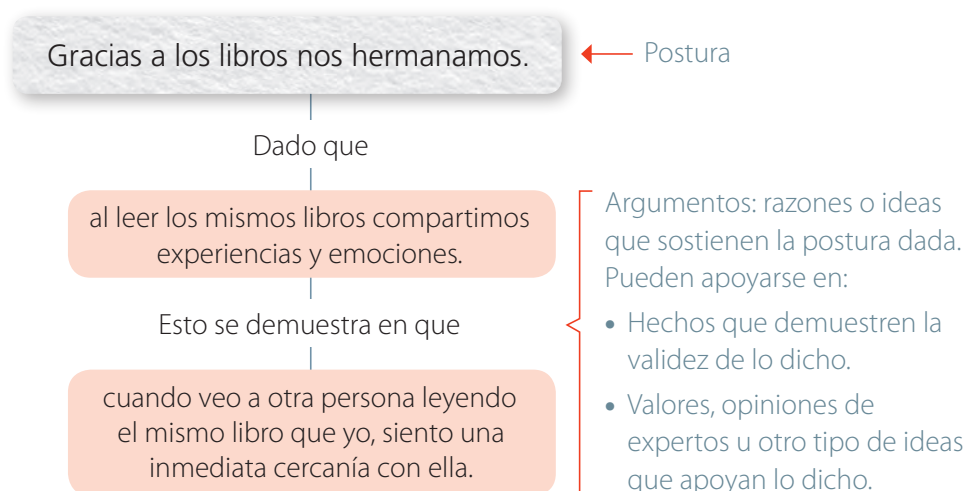 Gracias a los libros nos hermanamos.
Postura
Dado que
al leer los mismos libros compartimos
experiencias y emociones.
Esto se demuestra en que
cuando veo a otra persona leyendo
el mismo libro que yo, siento una
inmediata cercanía con ella.
Argumentos: razones o ideas
que sostienen la postura dada.
Pueden apoyarse en:
• Hechos que demuestren la
validez de lo dicho.
• Valores, opiniones de
expertos u otro tipo de ideas
que apoyan lo dicho.